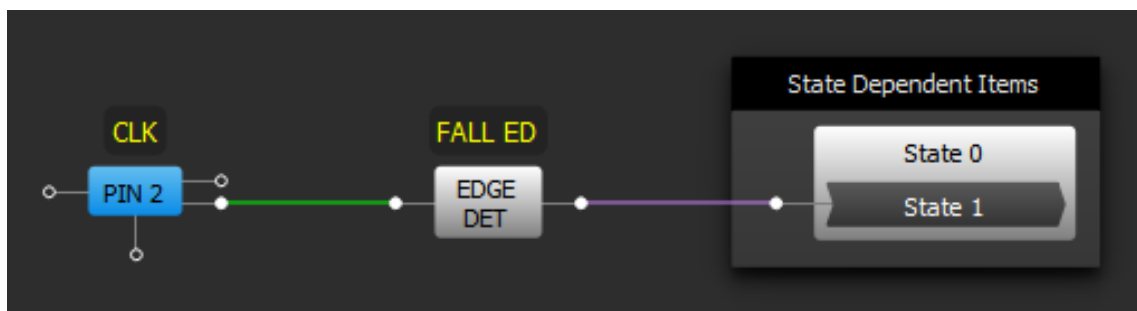 State Dependent Items
CLK
FALL ED
State 0
PIN 2
EDGE
DET
State 1